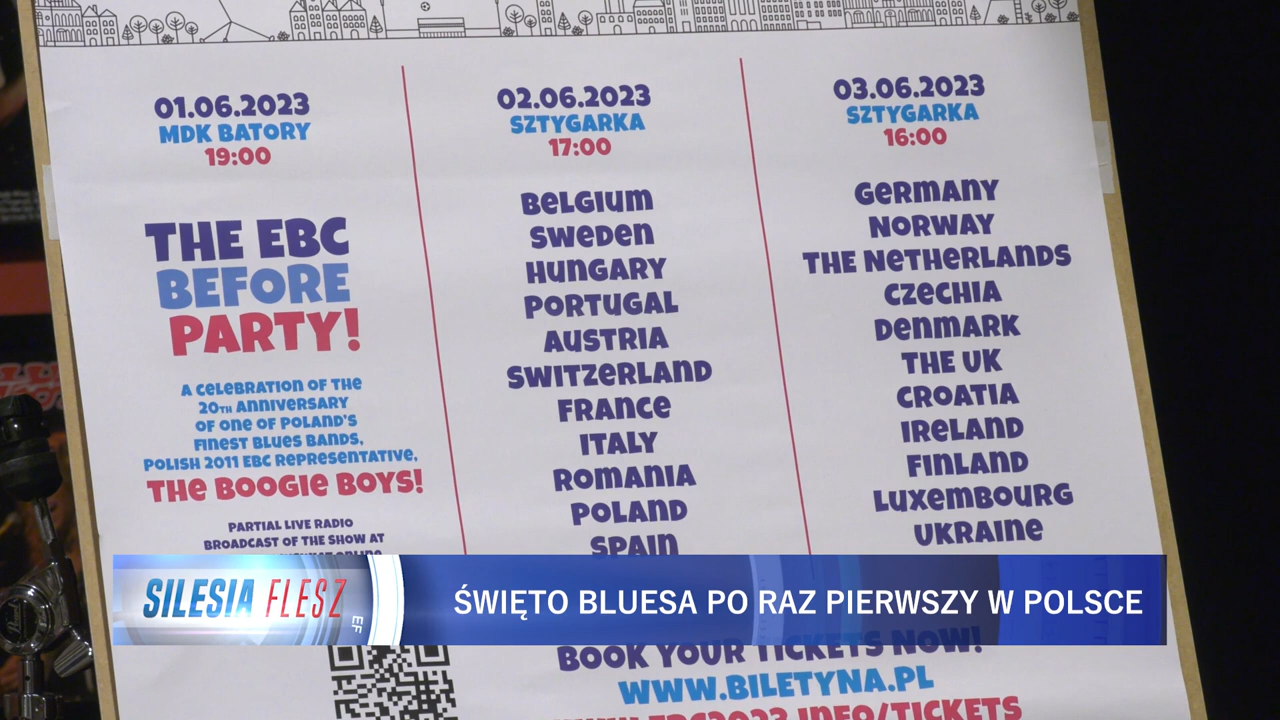 01.06.2023
MDK BATORY
19:00
THE EBC
BEFORE
PARTY!
A CELEBRATION OF THE
20TH ANNIVERSARY
OF ONE OF POLAND'S
FINEST BLUES BANDS,
POLISH 2011 EBC REPRESENTATIVE,
THE BOOGIE BOYS!
PARTIAL LIVE RADIO
BROADCAST OF THE SHOW AT
02.06.2023
SZTYGARKA
17:00
BELGIUM
SWEDEN
HUNGARY
PORTUGAL
AUSTRIA
SWITZERLAND
FRANCE
ITALY
ROMANIA
POLAND
SPAIN
03.06.2023
SZTYGARKA
16:00
GERMANY
NORWAY
THE NETHERLANDS
CZECHIA
DENMARK
THE UK
CROATIA
IRELAND
FINLAND
LUXEMBOURG
UKRAINE
SILESIA FLESZ
ŚWIĘTO BLUESA PO RAZ PIERWSZY W POLSCE
BOOK YOUR TICKETS NOW!
WWW.BILETYNA.PL
WWW.EBC2023.INFO/TICKETS